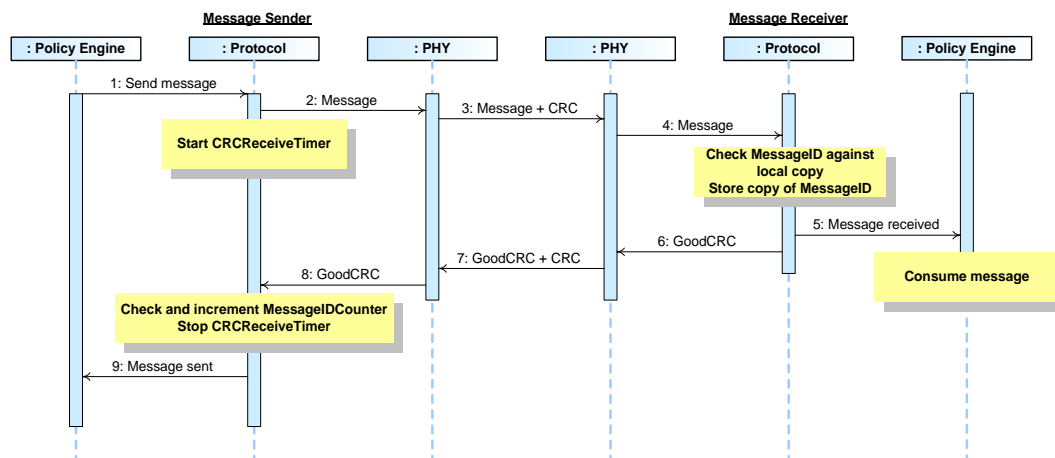 Message Sender
Message Receiver
: Policy Engine
: Protocol
: PHY
: PHY
: Protocol
: Policy Engine
1: Send message
2: Message
3: Message + CRC
4: Message
Start CRCReceiveTimer
Check MessageID against
local copy
Store copy of MessageID
5: Message received
6: GoodCRC
7: GoodCRC + CRC
8: GoodCRC
Consume message
Check and increment MessageIDCounter
Stop CRCReceiveTimer
9: Message sent